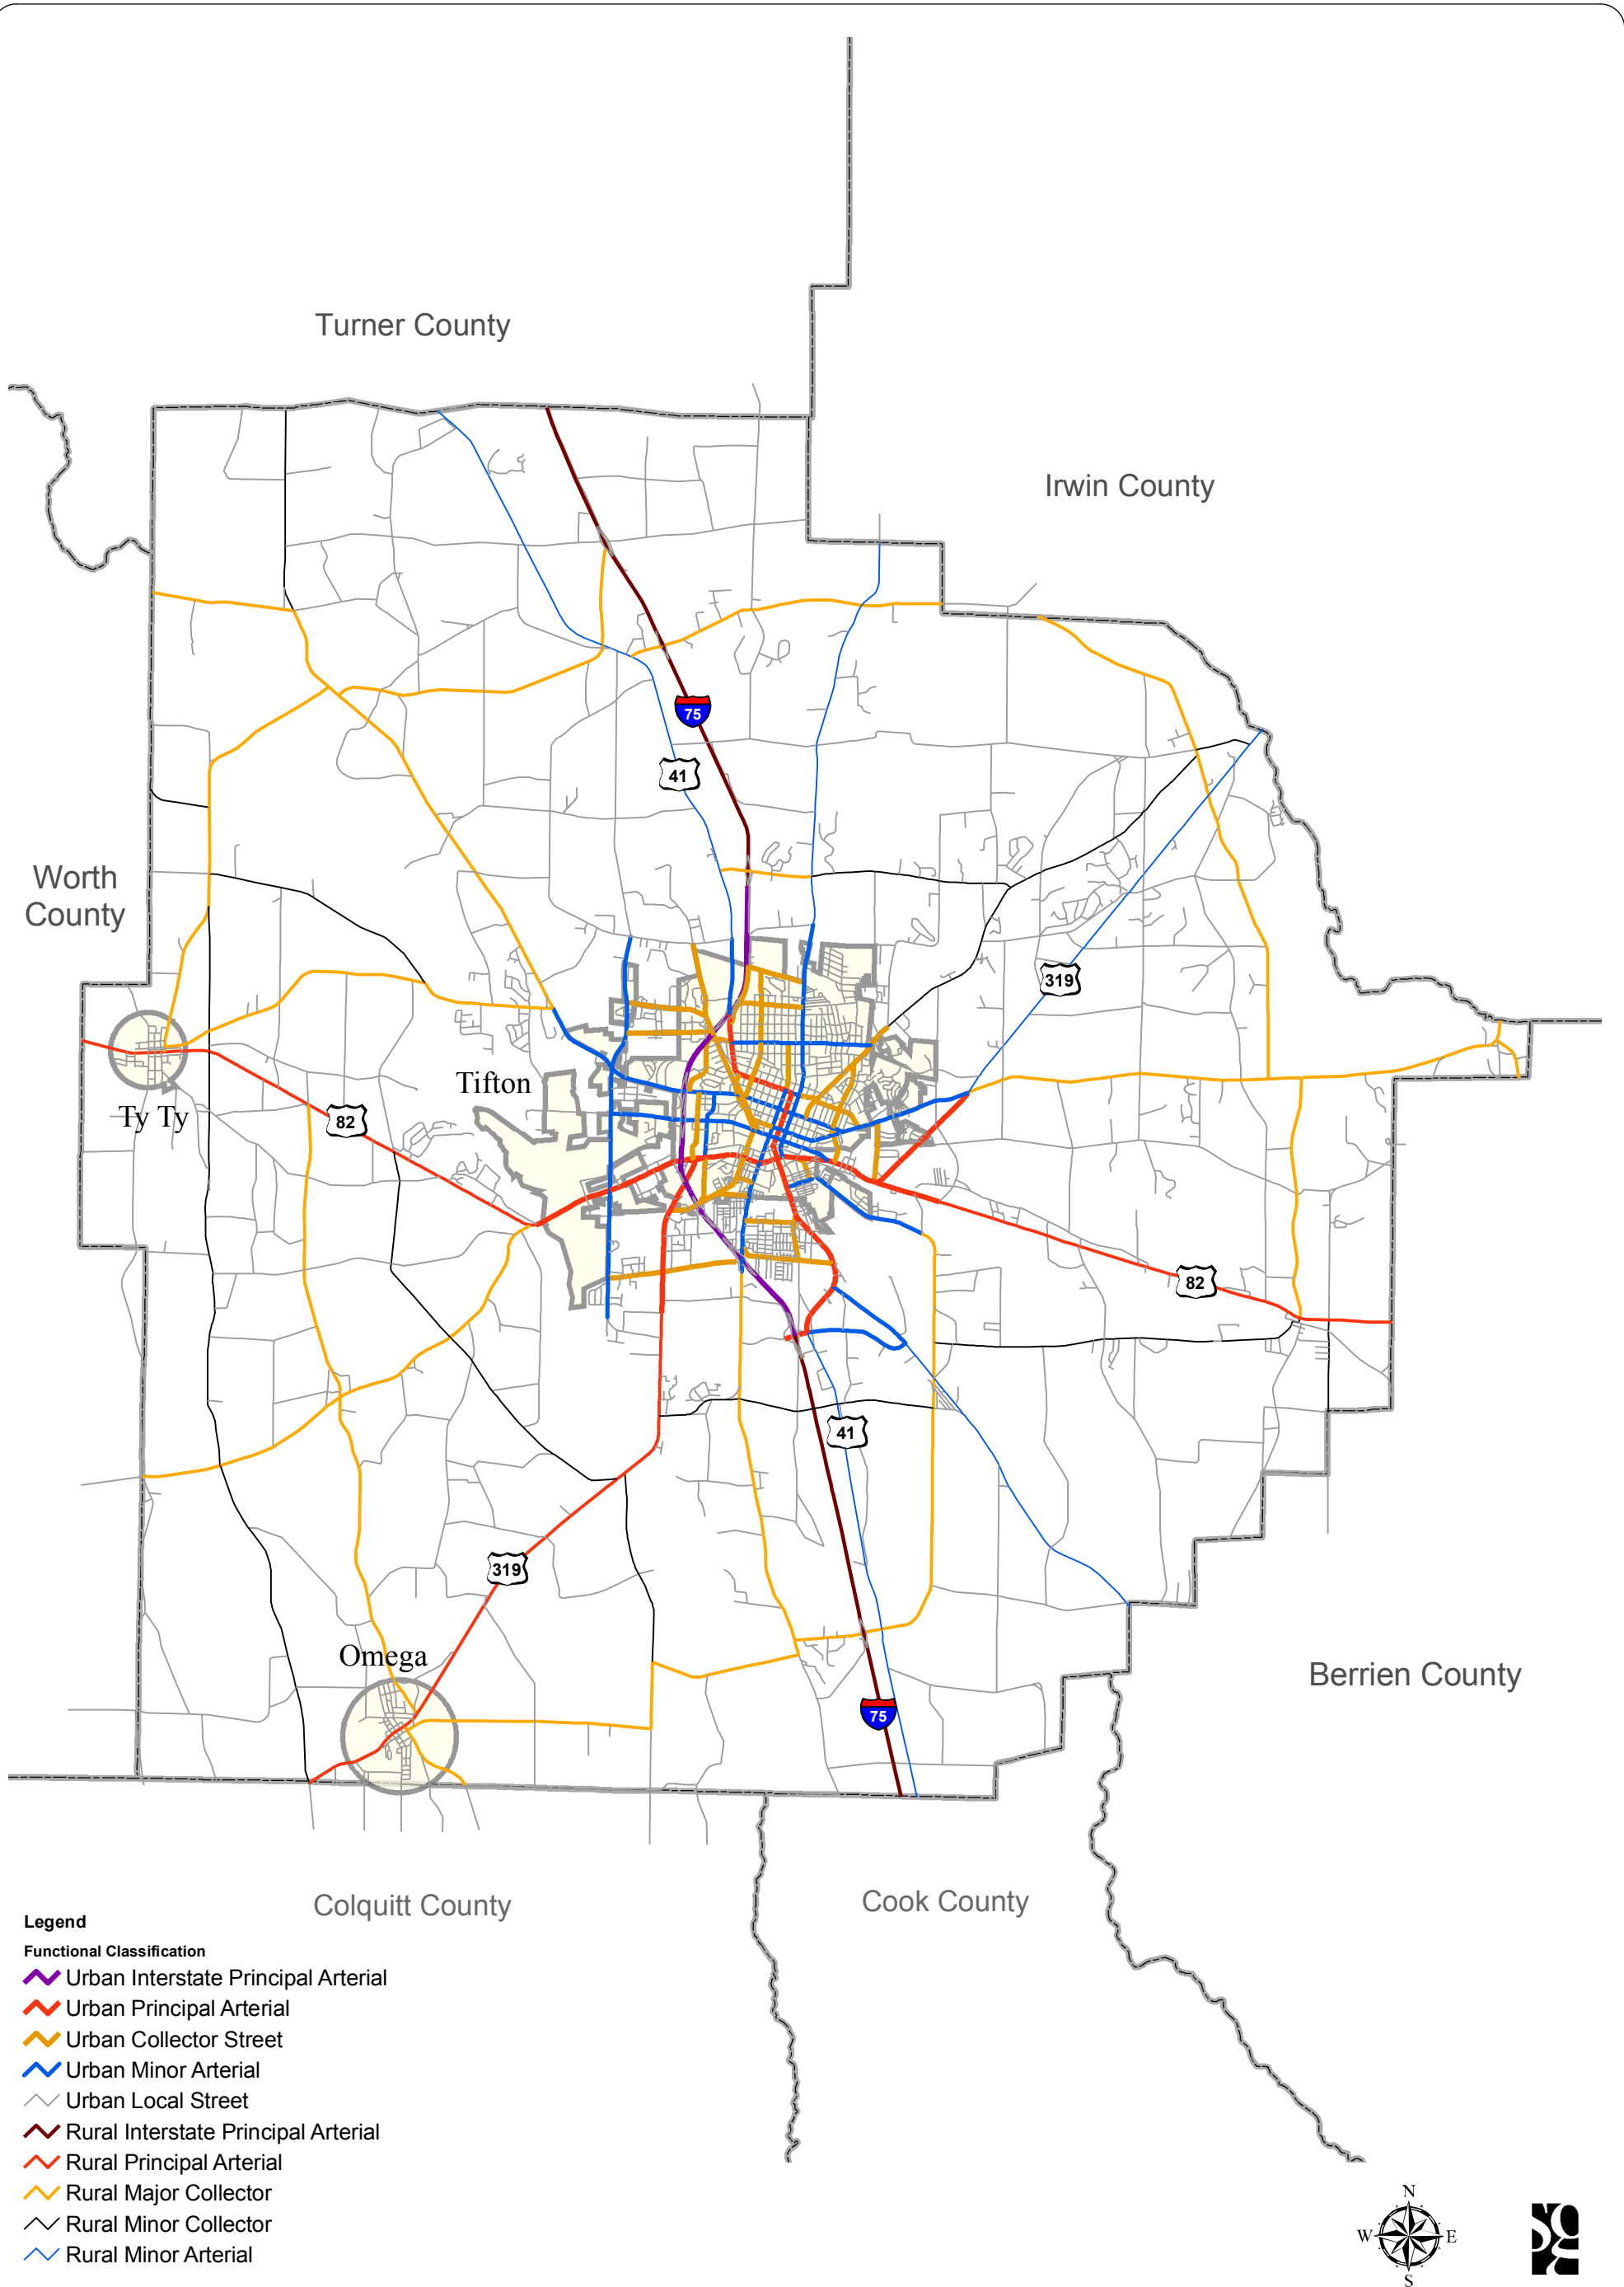 Turner County
Irwin County
75
41
Worth
County
319
Tifton
Ty Ty
82
82
41
319
Omega
Berrien County
75
Colquitt County
Cook County
Legend
Functional Classification
Urban Interstate Principal Arterial
Urban Principal Arterial
Urban Collector Street
Urban Minor Arterial
Urban Local Street
Rural Interstate Principal Arterial
Rural Principal Arterial
Rural Major Collector
Rural Minor Collector
Rural Minor Arterial
N
W
E
S